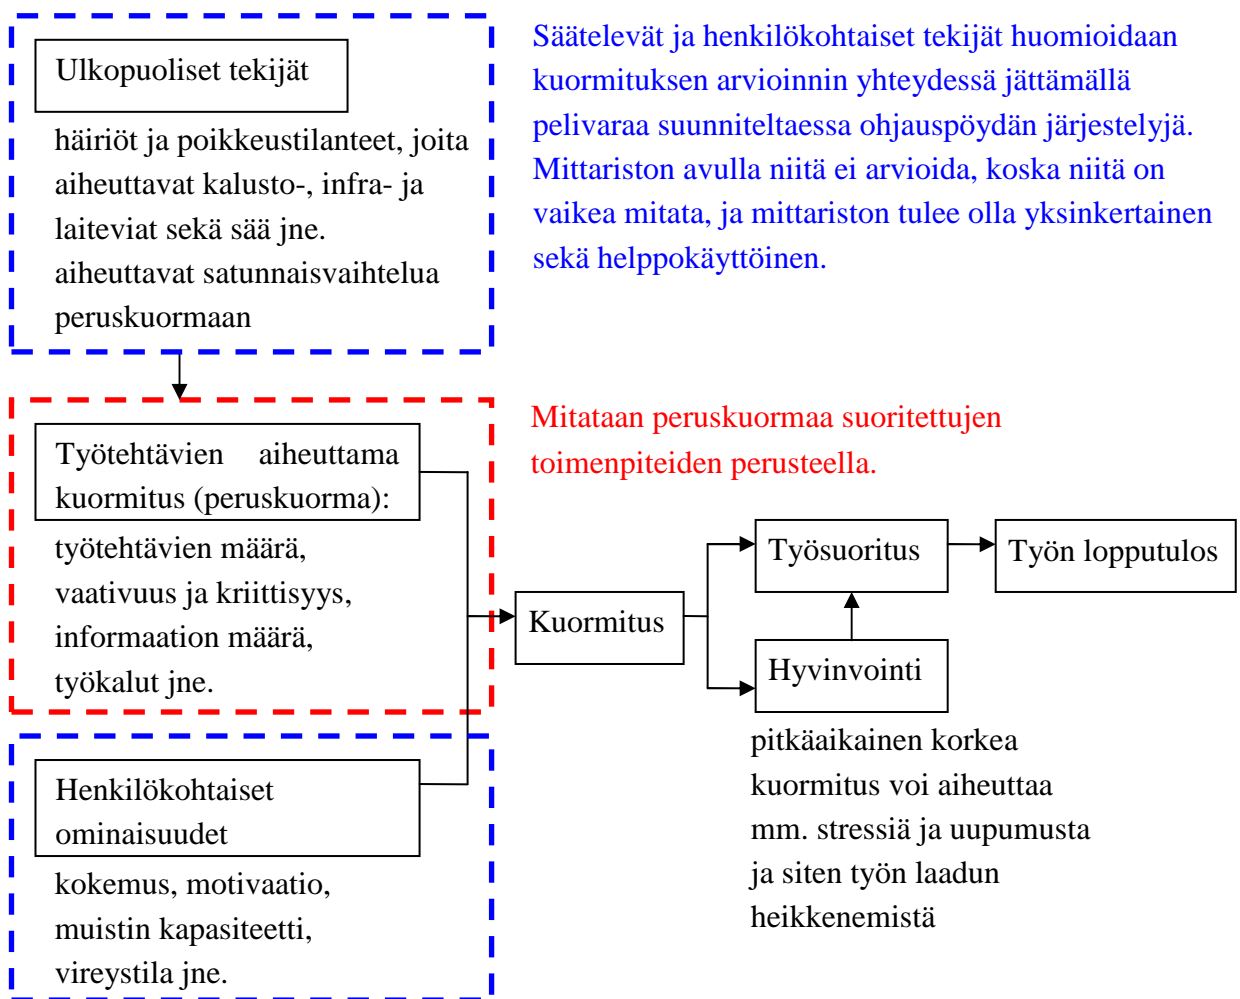 Ulkopuoliset tekijät
häiriöt ja poikkeustilanteet, joita
aiheuttavat kalusto-, infra- ja
laiteviat sekä sää jne.
aiheuttavat satunnaisvaihtelua
peruskuormaan
Säätelevät ja henkilökohtaiset tekijät huomioidaan
kuormituksen arvioinnin yhteydessä jättämällä
pelivaraa suunniteltaessa ohjauspöydän järjestelyjä.
Mittariston avulla niitä ei arvioida, koska niitä on
vaikea mitata, ja mittariston tulee olla yksinkertainen
sekä helppokäyttöinen.
Työtehtävien aiheuttama
kuormitus (peruskuorma):
työtehtävien määrä,
vaativuus ja kriittisyys,
informaation määrä,
työkalut jne.
Mitataan peruskuormaa suoritettujen
toimenpiteiden perusteella.
Kuormitus
Työsuoritus
Työn lopputulos
Hyvinvointi
pitkäaikainen korkea
kuormitus voi aiheuttaa
mm. stressiä ja uupumusta
ja siten työn laadun
heikkenemistä
Henkilökohtaiset
ominaisuudet
kokemus, motivaatio,
muistin kapasiteetti,
vireystila jne.